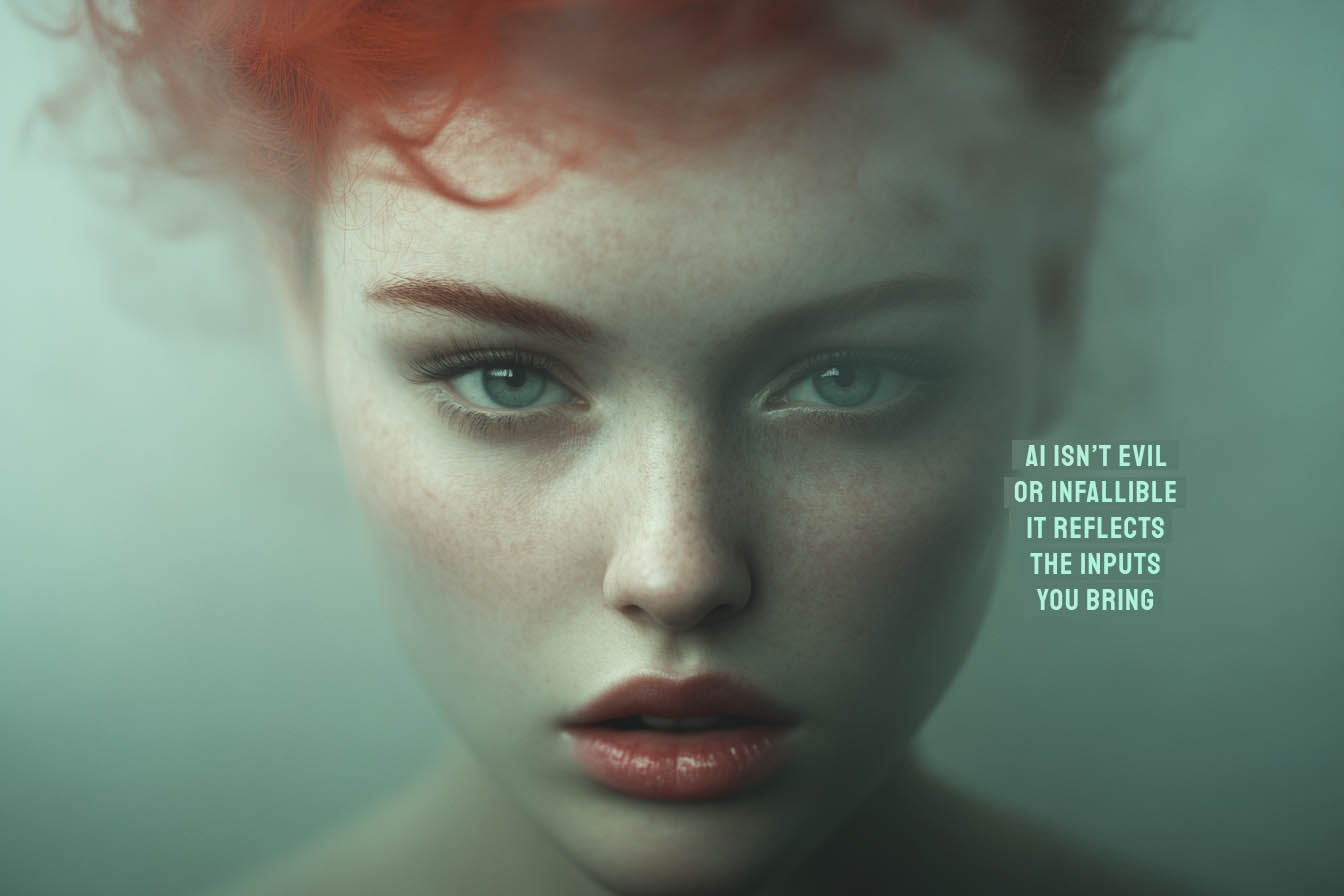 AI ISN'T EVIL
OR INFALLIBLE
IT REFLECTS
THE INPUTS
YOU BRING